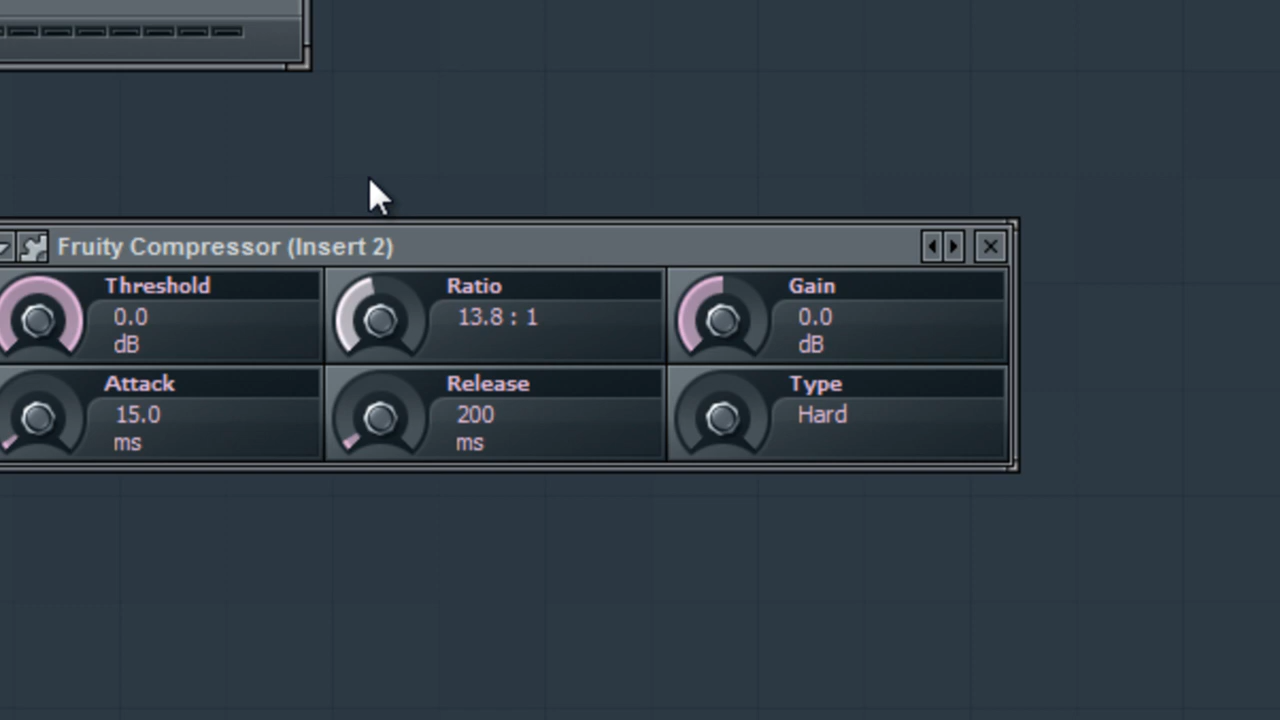 Fruity Compressor (Insert 2)
Threshold
0.0
dB
Ratio
13.8 : 1
Gain
0.0
dB
Attack
15.0
ms
Release
200
ms
Type
Hard